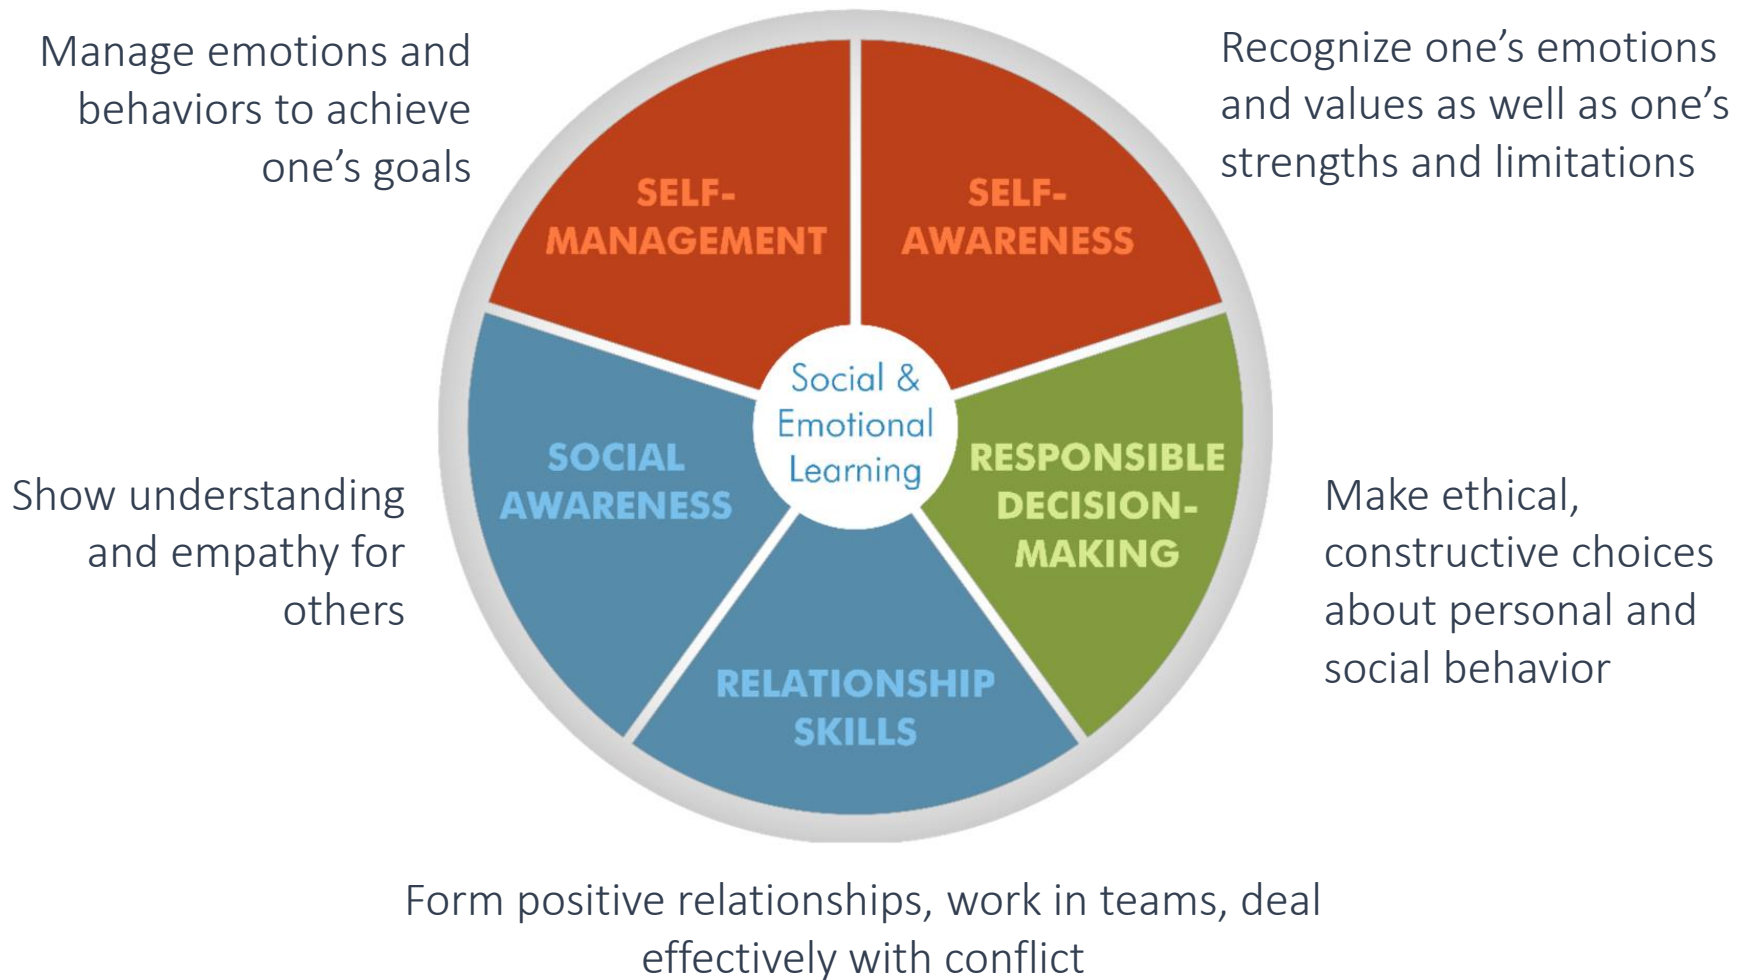 Manage emotions and
behaviors to achieve
one’s goals
Recognize one’s emotions
and values as well as one’s
strengths and limitations
SELF-
MANAGEMENT
SELF-
AWARENESS
Social &
Emotional
Learning
SOCIAL
AWARENESS
RESPONSIBLE
DECISION-
MAKING
Show understanding
and empathy for
others
Make ethical,
constructive choices
about personal and
social behavior
RELATIONSHIP
SKILLS
Form positive relationships, work in teams, deal
effectively with conflict